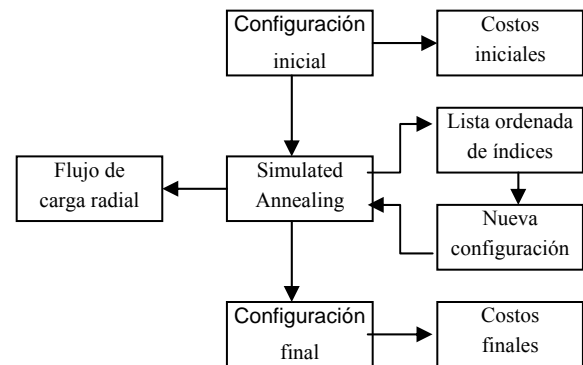 Configuración
inicial
Costos
iniciales
Lista ordenada
de índices
Flujo de
carga radial
Simulated
Annealing
Nueva
configuración
Configuración
final
Costos
finales